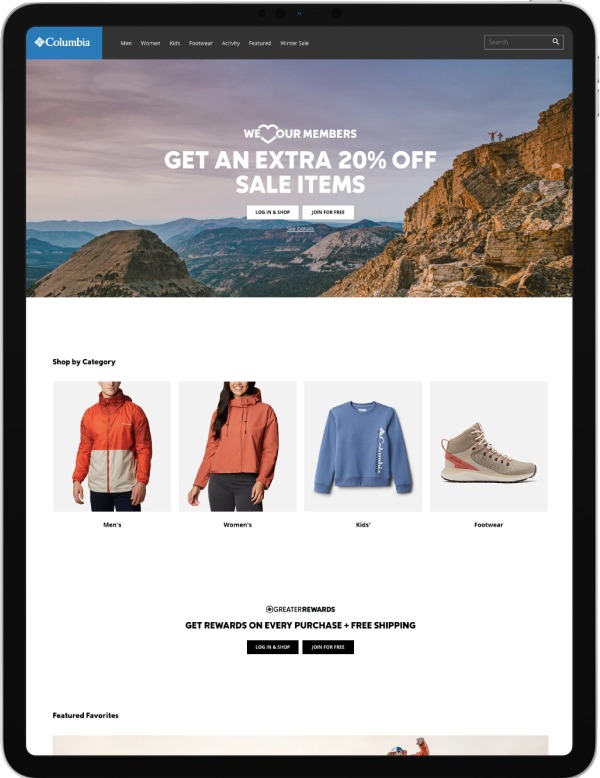 Columbia
Men Women Kids Footwear Activity Featured Winter Sale
Search
WE OUR MEMBERS
GET AN EXTRA 20% OFF
SALE ITEMS
LOG IN & SHOP JOIN FOR FREE
See Details
Shop by Category
Columbia
Men's Women's Kids' Footwear
GREATER REWARDS
GET REWARDS ON EVERY PURCHASE + FREE SHIPPING
LOG IN & SHOP JOIN FOR FREE
Featured Favorites